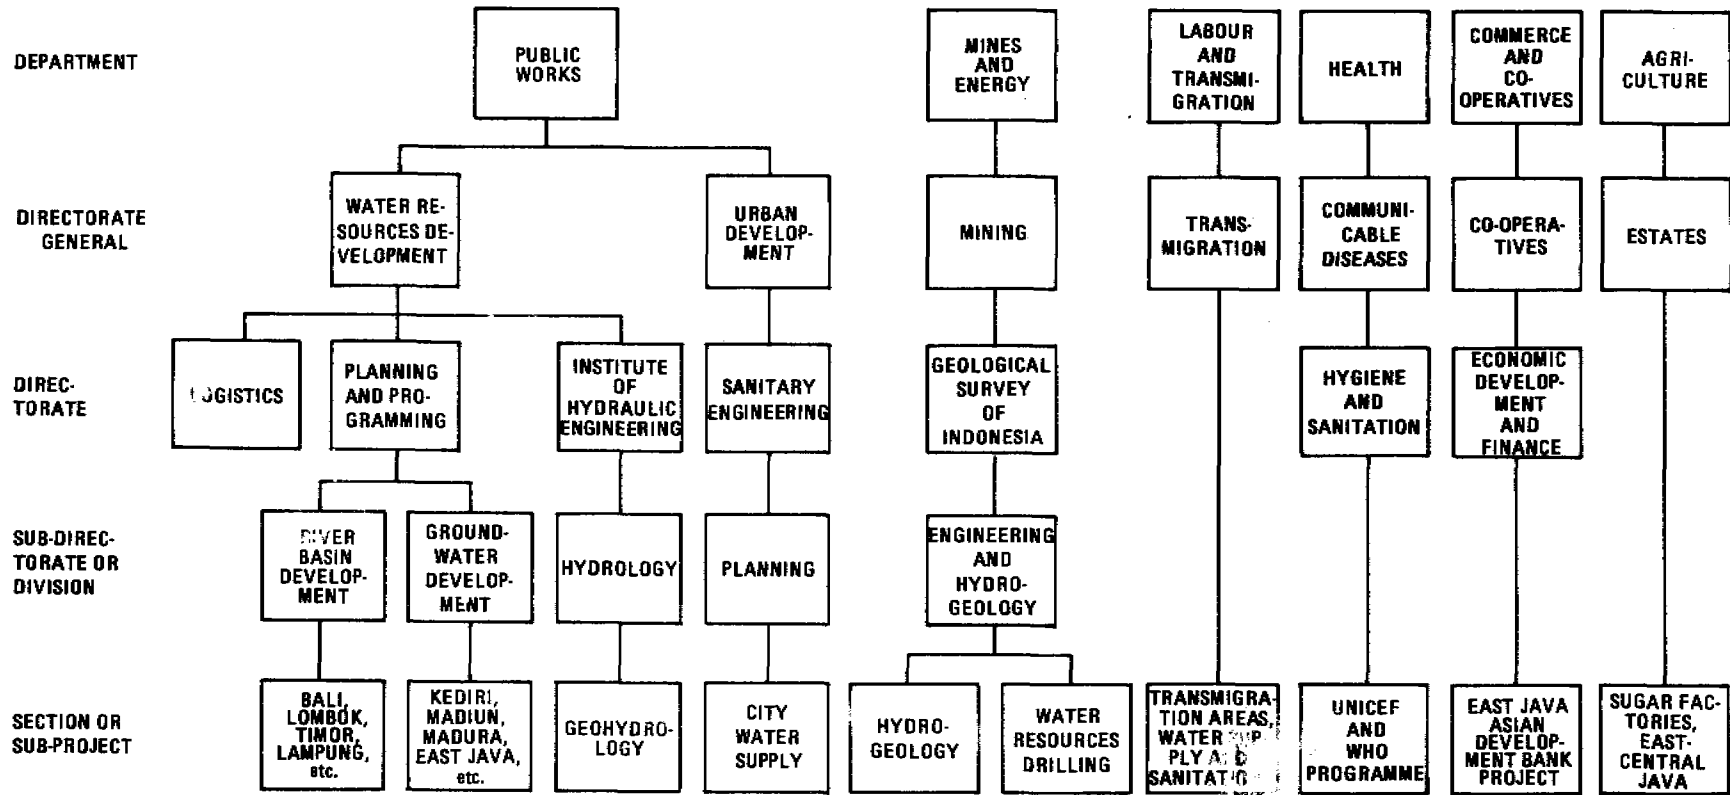 DEPARTMENT
PUBLIC
WORKS
MINES
AND
ENERGY
LABOUR
AND
TRANSMI-
GRATION
HEALTH
COMMERCE
AND
CO-
OPERATIVES
AGRI-
CULTURE
DIRECTORATE
GENERAL
WATER RE-
SOURCES DE-
VELOPMENT
URBAN
DEVELOP-
MENT
MINING
TRANS-
MIGRATION
COMMUNI-
CABLE
DISEASES
CO-OPERA-
TIVES
ESTATES
DIREC-
TORATE
LOGISTICS
PLANNING
AND PRO-
GRAMMING
INSTITUTE
OF
HYDRAULIC
ENGINEERING
SANITARY
ENGINEERING
GEOLOGICAL
SURVEY
OF
INDONESIA
HYGIENE
AND
SANITATION
ECONOMIC
DEVELOP-
MENT
AND
FINANCE
SUB-DIREC-
TORATE OR
DIVISION
RIVER
BASIN
DEVELOP-
MENT
GROUND-
WATER
DEVELOP-
MENT
HYDROLOGY
PLANNING
ENGINEERING
AND
HYDRO-
GEOLOGY
SECTION OR
SUB-PROJECT
BALI,
LOMBOK,
TIMOR,
LAMPUNG,
etc.
KEDIRI,
MADIUN,
MADURA,
EAST JAVA,
etc.
GEOHYDRO-
LOGY
CITY
WATER
SUPPLY
HYDRO-
GEOLOGY
WATER
RESOURCES
DRILLING
TRANSMIGRA-
TION AREAS,
WATER SUP-
PLY AND
SANITATION
UNICEF
AND
WHO
PROGRAMME
EAST JAVA
ASIAN
DEVELOP-
MENT BANK
PROJECT
SUGAR FAC-
TORIES,
EAST-
CENTRAL
JAVA